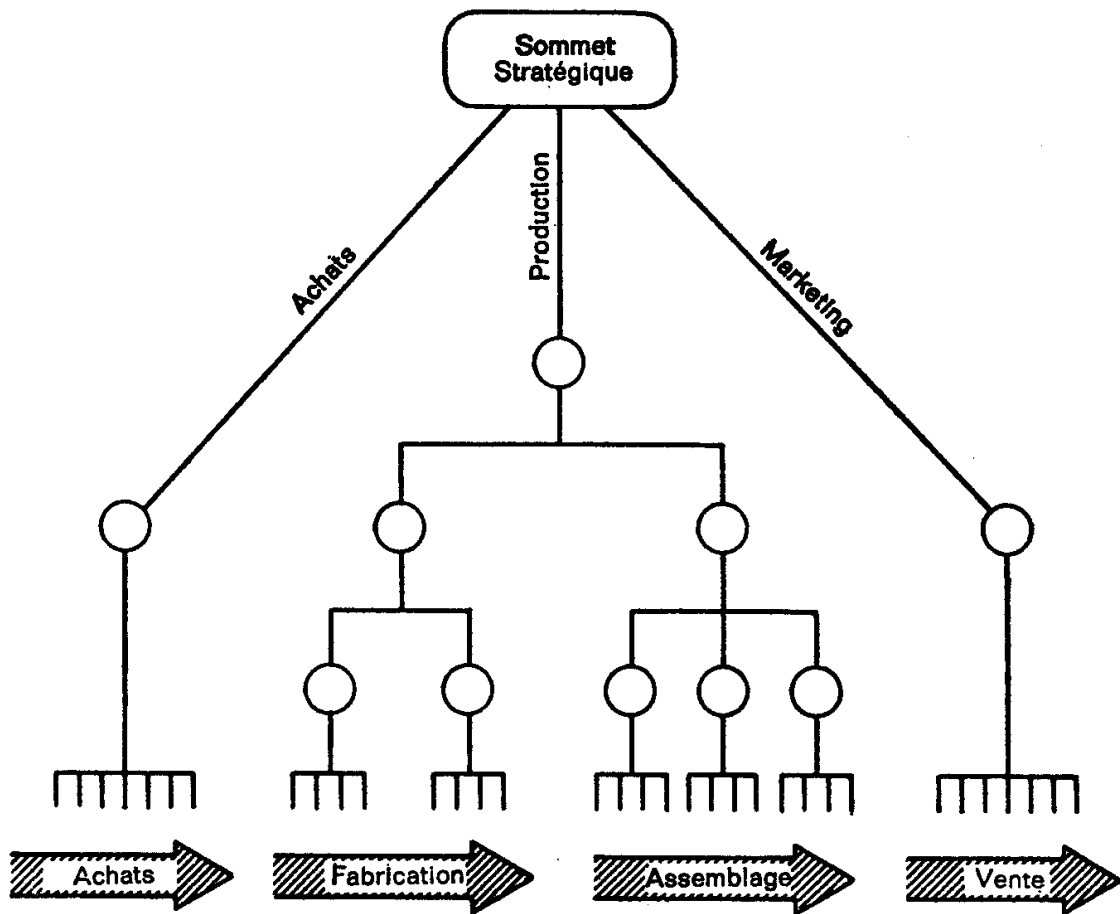 Sommet
Stratégique
Achats
Production
Marketing
Achats
Fabrication
Assemblage
Vente